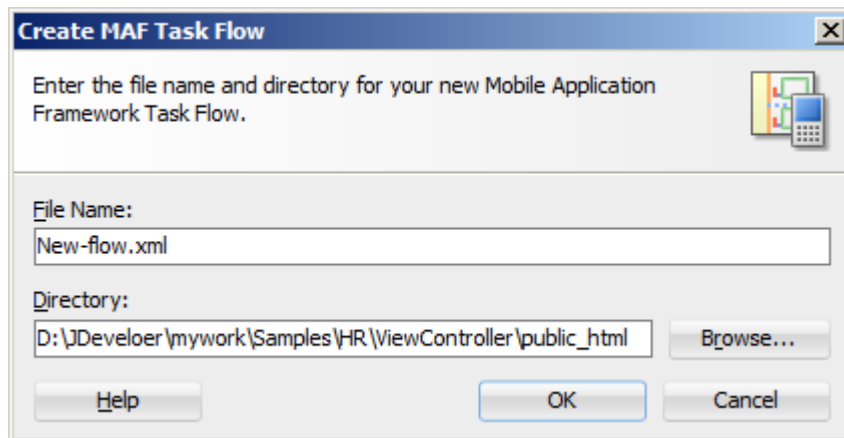 Create MAF Task Flow
Enter the file name and directory for your new Mobile Application
Framework Task Flow.
File Name:
New-flow.xml
Directory:
D:\JDeveloer\mywork\Samples\HR\ViewController\public_html
Browse...
Help
OK
Cancel